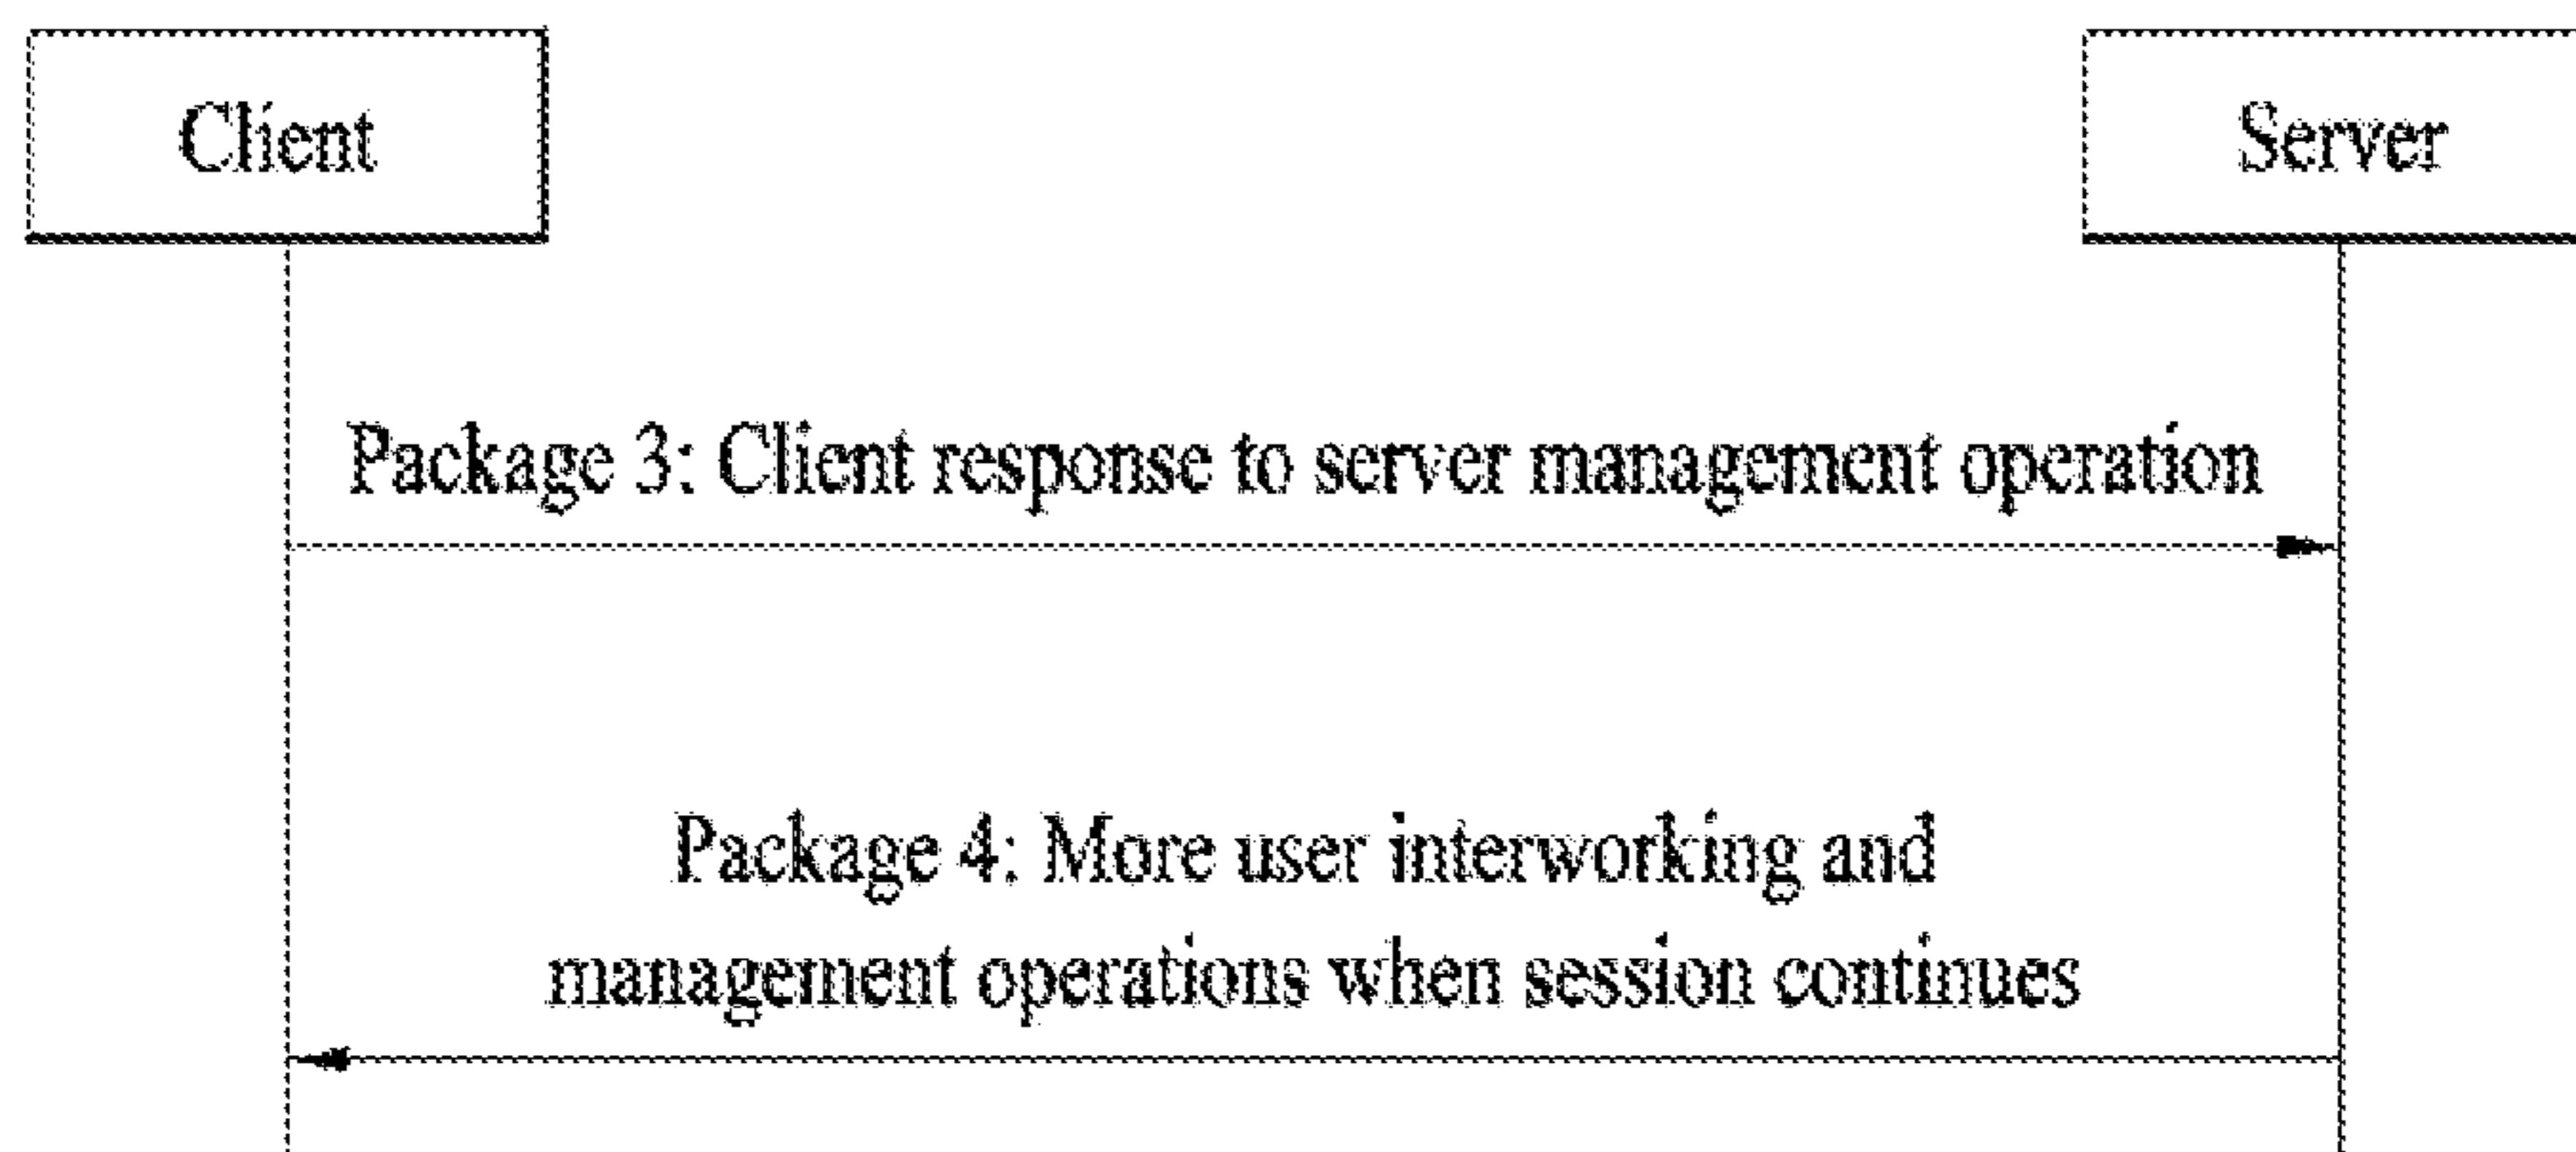 Client
Server
Package 3: Client response to server management operation
Package 4: More user interworking and
management operations when session continues